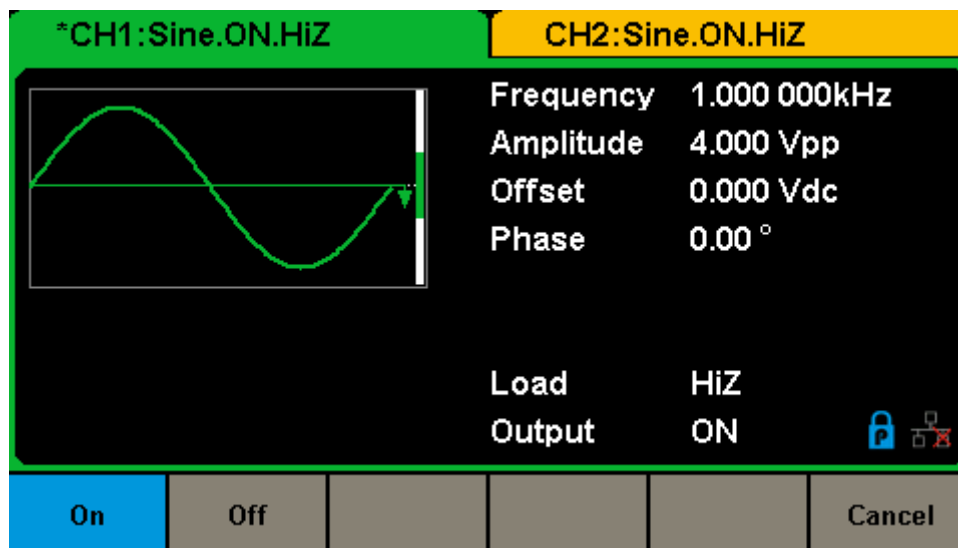 *CH1:Sine.ON.HiZ
CH2:Sine.ON.HiZ
Frequency 1.000 000kHz
Amplitude 4.000 Vpp
Offset 0.000 Vdc
Phase 0.00 °
Load HiZ
Output ON
P
On Off Cancel